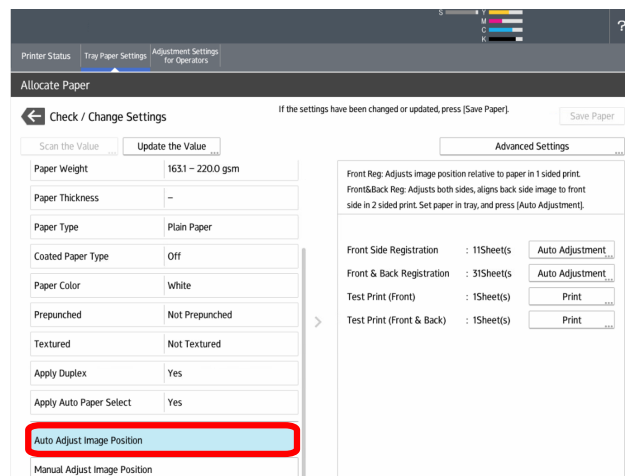 S
Y
M
C
K
?
Printer Status
Tray Paper Settings
Adjustment Settings
for Operators
Allocate Paper
Check / Change Settings
If the settings have been changed or updated, press [Save Paper].
Save Paper
Scan the Value ...
Update the Value ...
Advanced Settings ...
Paper Weight 163.1 – 220.0 gsm
Paper Thickness –
Paper Type Plain Paper
Coated Paper Type Off
Paper Color White
Prepunched Not Prepunched
Textured Not Textured
Apply Duplex Yes
Apply Auto Paper Select Yes
Auto Adjust Image Position
Manual Adjust Image Position
Front Reg: Adjusts image position relative to paper in 1 sided print.
Front&Back Reg: Adjusts both sides, aligns back side image to front
side in 2 sided print. Set paper in tray, and press [Auto Adjustment].
Front Side Registration : 11Sheet(s Auto Adjustment ...
Front & Back Registration : 31Sheet(s Auto Adjustment ...
Test Print (Front) : 1Sheet(s) Print ...
Test Print (Front & Back) : 1Sheet(s) Print ...